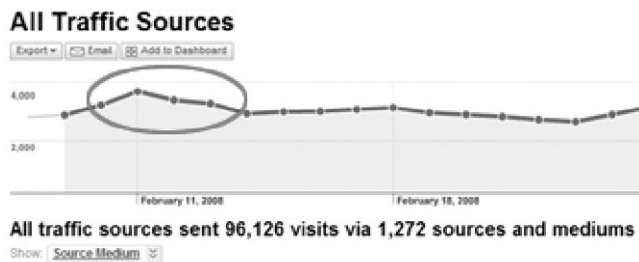 All Traffic Sources
Export Email Add to Dashboard
4,000
2,000
February 11, 2008 February 18, 2008
All traffic sources sent 96,126 visits via 1,272 sources and mediums
Show: Source Medium